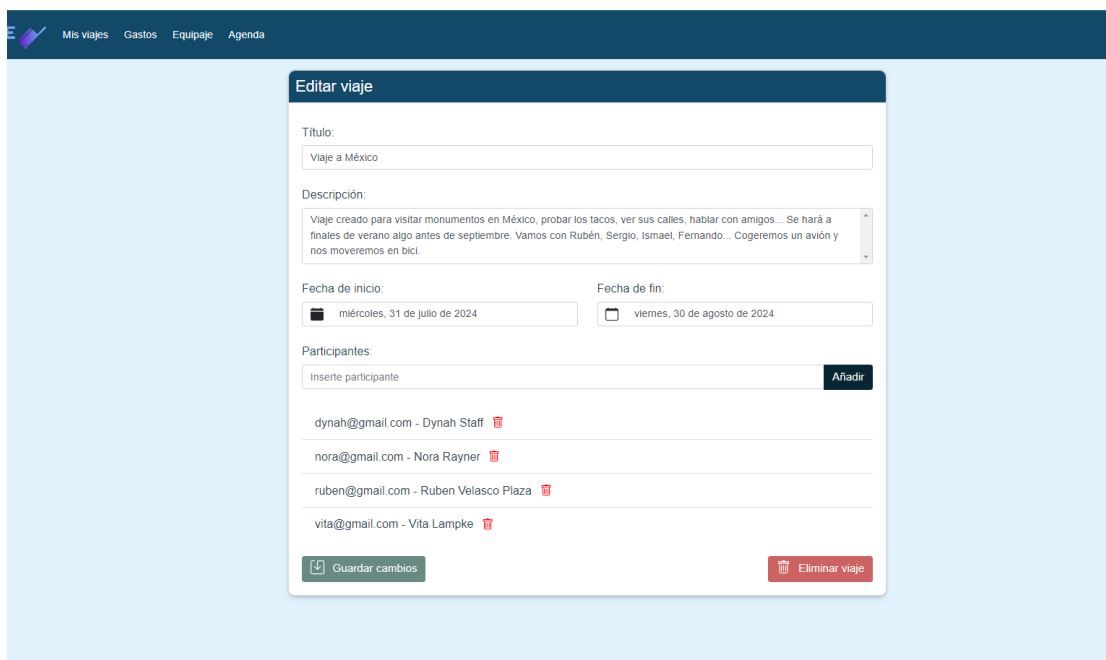 E
Mis viajes Gastos Equipaje Agenda
Editar viaje
Título:
Viaje a México
Descripción:
Viaje creado para visitar monumentos en México, probar los tacos, ver sus calles, hablar con amigos... Se hará a
finales de verano algo antes de septiembre. Vamos con Rubén, Sergio, Ismael, Fernando... Cogeremos un avión y
nos moveremos en bici.
Fecha de inicio: Fecha de fin:
miércoles, 31 de julio de 2024 viernes, 30 de agosto de 2024
Participantes:
Inserte participante Añadir
dynah@gmail.com - Dynah Staff
nora@gmail.com - Nora Rayner
ruben@gmail.com - Ruben Velasco Plaza
vita@gmail.com - Vita Lampke
Guardar cambios Eliminar viaje